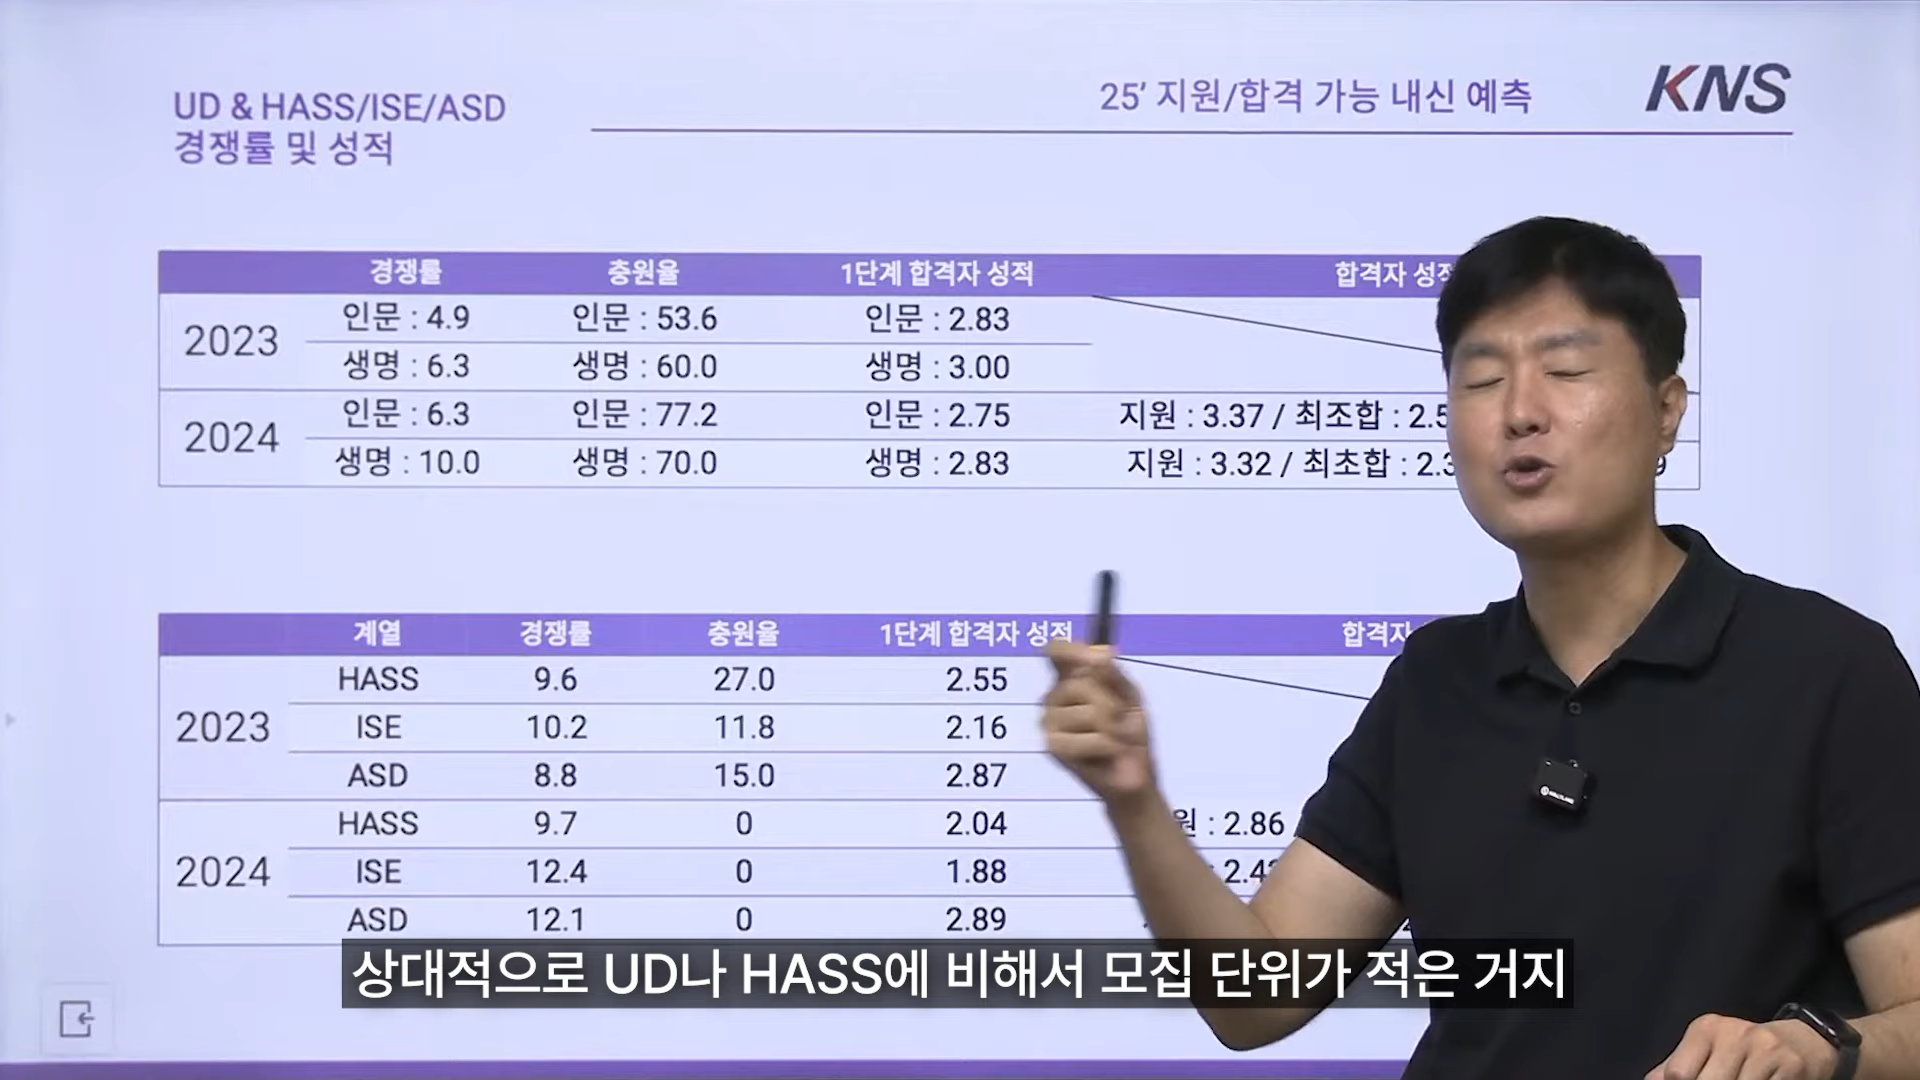 UD & HASS/ISE/ASD
경쟁률 및 성적
25’ 지원/합격 가능 내신 예측
KNS
경쟁률 충원율 1단계 합격자 성적 합격자
2023
인문 : 4.9 인문 : 53.6 인문 : 2.83
생명 : 6.3 생명 : 60.0 생명 : 3.00
2024
인문 : 6.3 인문 : 77.2 인문 : 2.75 지원 : 3.37 / 최조합 :
생명 : 10.0 생명 : 70.0 생명 : 2.83 지원 : 3.32 / 최초합 :
계열 경쟁률 충원율 1단계 합격자 성적 합격자
2023
HASS 9.6 27.0 2.55
ISE 10.2 11.8 2.16
ASD 8.8 15.0 2.87
2024
HASS 9.7 0 2.04 : 2.86
ISE 12.4 0 1.88
ASD 12.1 0 2.89
상대적으로 UD나 HASS에 비해서 모집 단위가 적은 거지